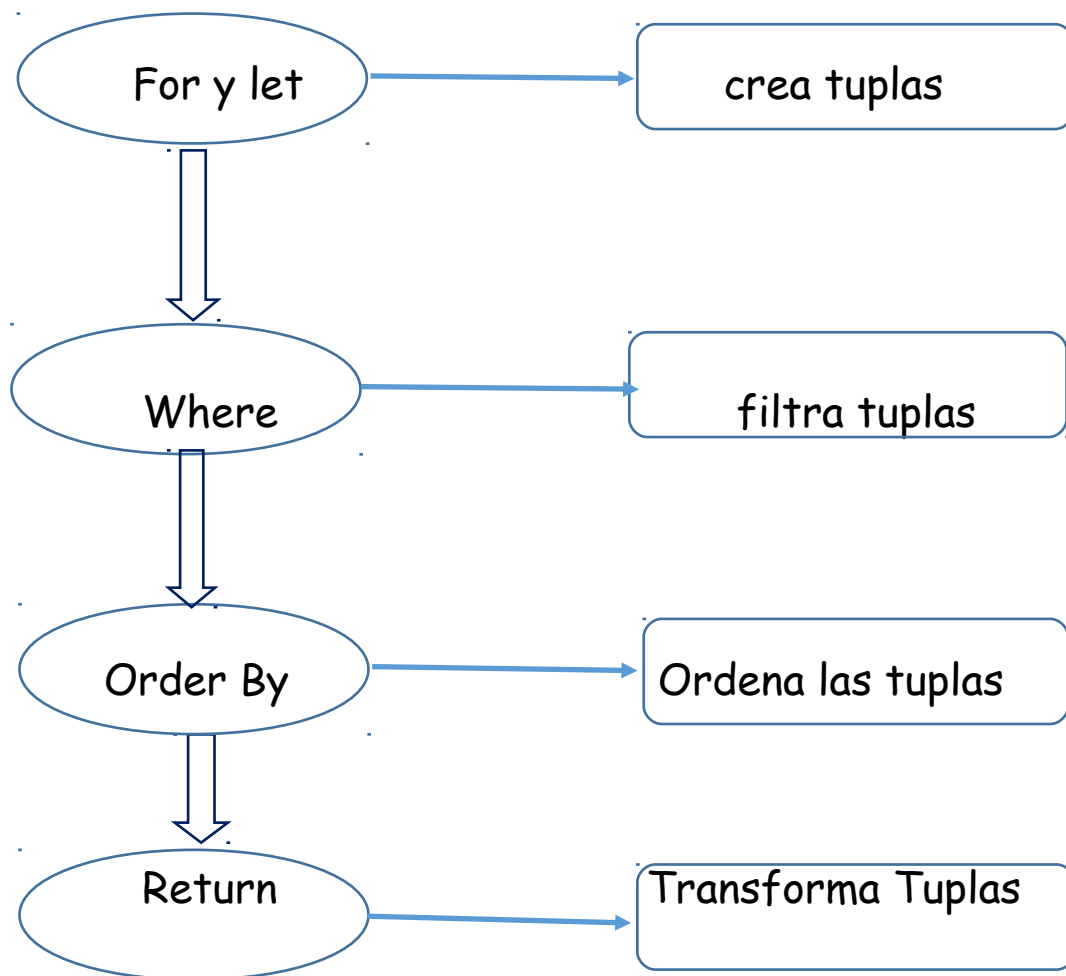 For y let
crea tuplas
Where
filtra tuplas
Order By
Ordena las tuplas
Return
Transforma Tuplas